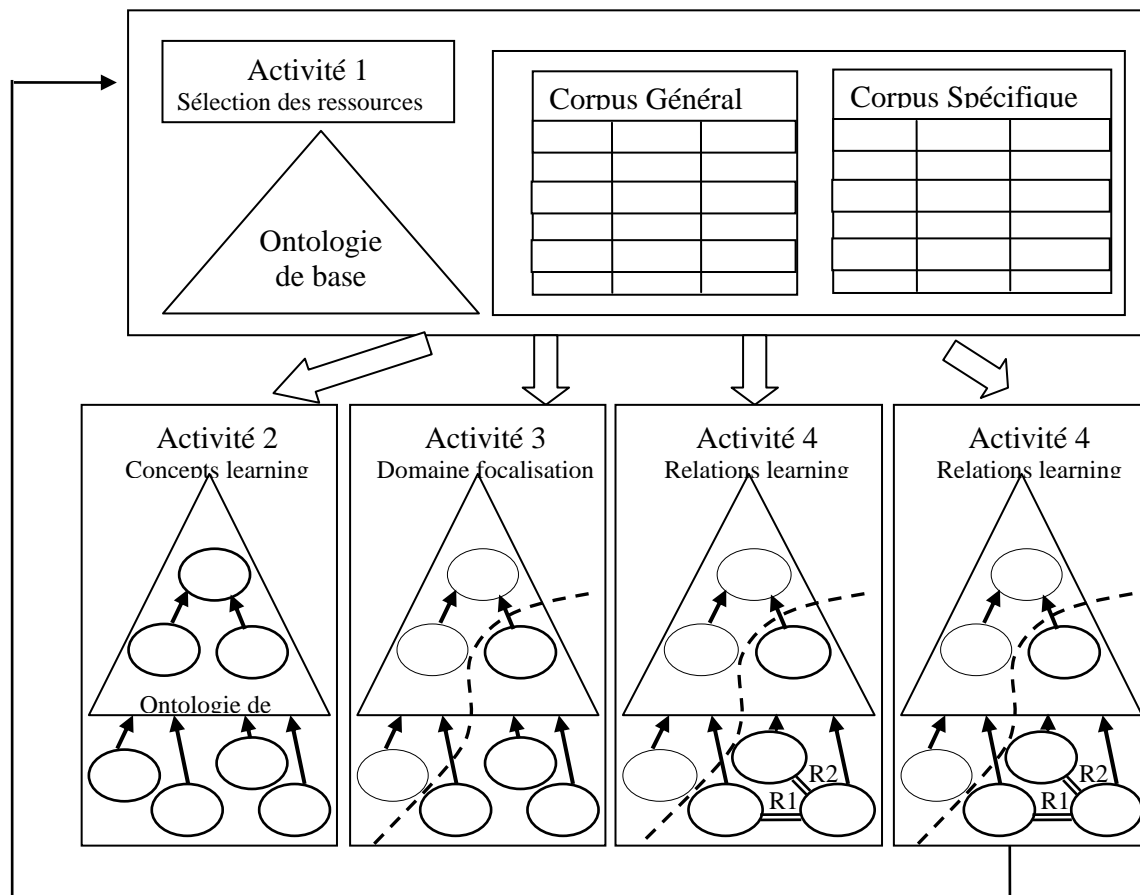 Activité 1
Sélection des ressources
Ontologie
de base
Corpus Général
Corpus Spécifique
Activité 2
Concepts learning
Ontologie de
Activité 3
Domaine focalisation
Activité 4
Relations learning
R2
R1
Activité 4
Relations learning
R2
R1